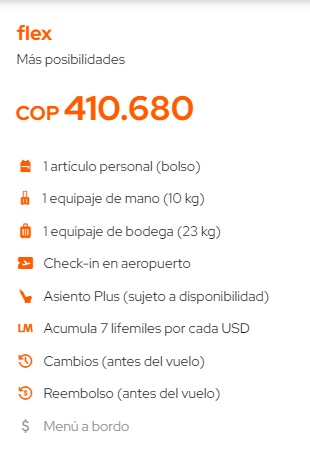 flex
Más posibilidades
COP 410.680
1 artículo personal (bolso)
1 equipaje de mano (10 kg)
1 equipaje de bodega (23 kg)
Check-in en aeropuerto
Asiento Plus (sujeto a disponibilidad)
LM Acumula 7 lifemiles por cada USD
Cambios (antes del vuelo)
Reembolso (antes del vuelo)
$ Menú a bordo